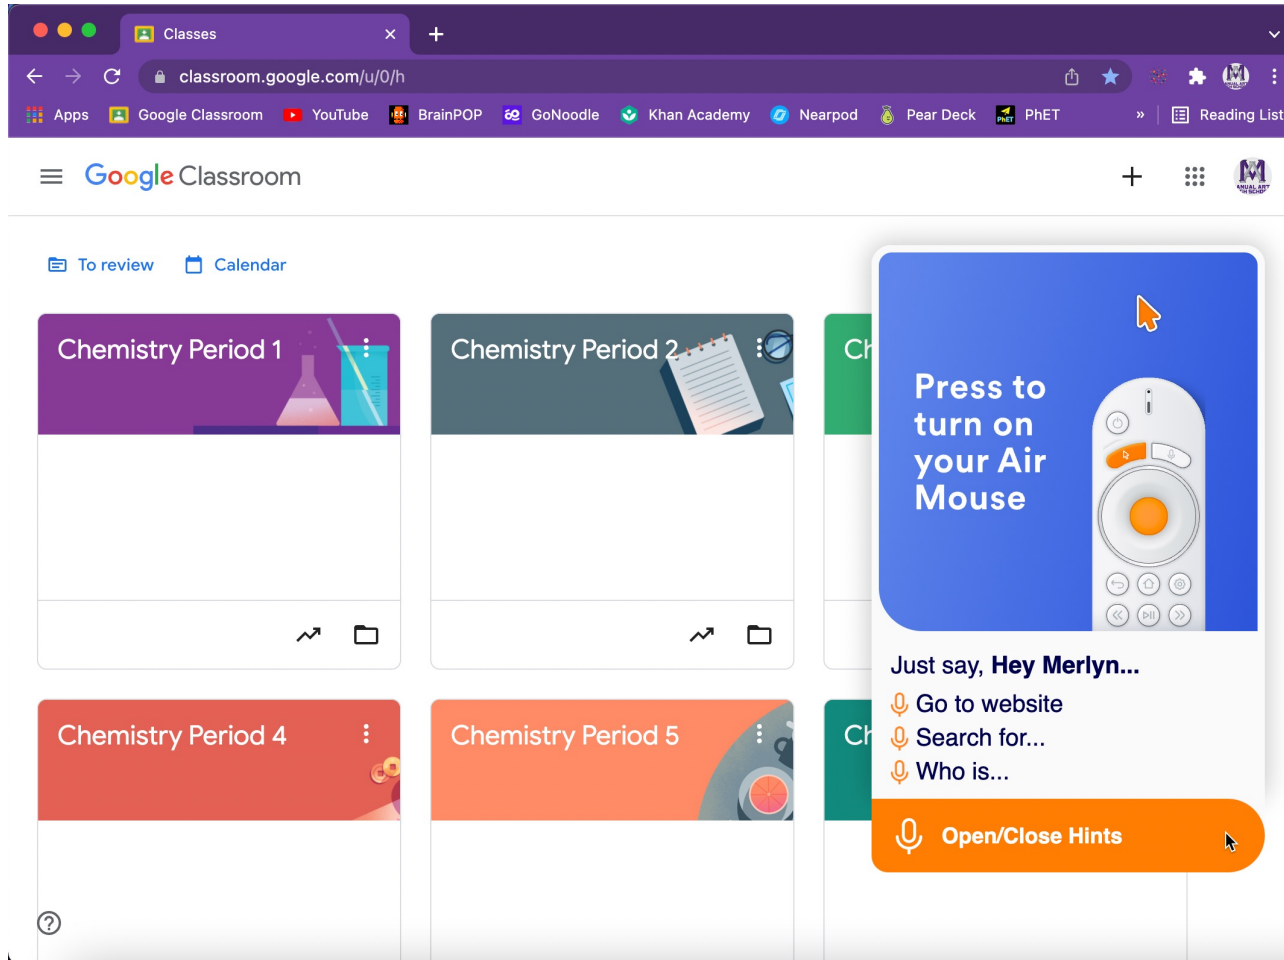 Classes
classroom.google.com/u/0/h
Apps Google Classroom YouTube BrainPOP GoNoodle Khan Academy Nearpod Pear Deck PhET » Reading List
Google Classroom
To review Calendar
Chemistry Period 1
Chemistry Period 2
Ch
Press to
turn on
your Air
Mouse
Just say, Hey Merlyn...
Go to website
Search for...
Who is...
Open/Close Hints
Chemistry Period 4
Chemistry Period 5
Ch